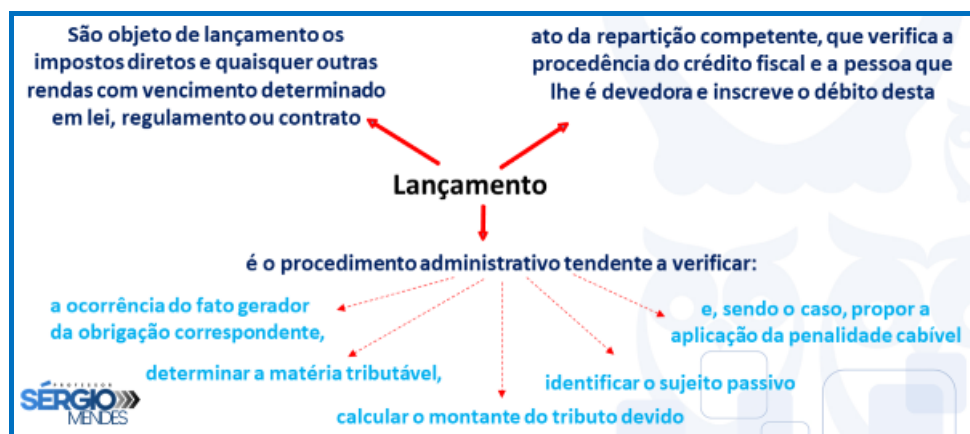 São objeto de lançamento os
impostos diretos e quaisquer outras
rendas com vencimento determinado
em lei, regulamento ou contrato
ato da repartição competente, que verifica a
procedência do crédito fiscal e a pessoa que
lhe é devedora e inscreve o débito desta
Lançamento
é o procedimento administrativo tendente a verificar:
a ocorrência do fato gerador
da obrigação correspondente,
determinar a matéria tributável,
calcular o montante do tributo devido
identificar o sujeito passivo
e, sendo o caso, propor a
aplicação da penalidade cabível
PROFESSOR
SÉRGIO
MENDES